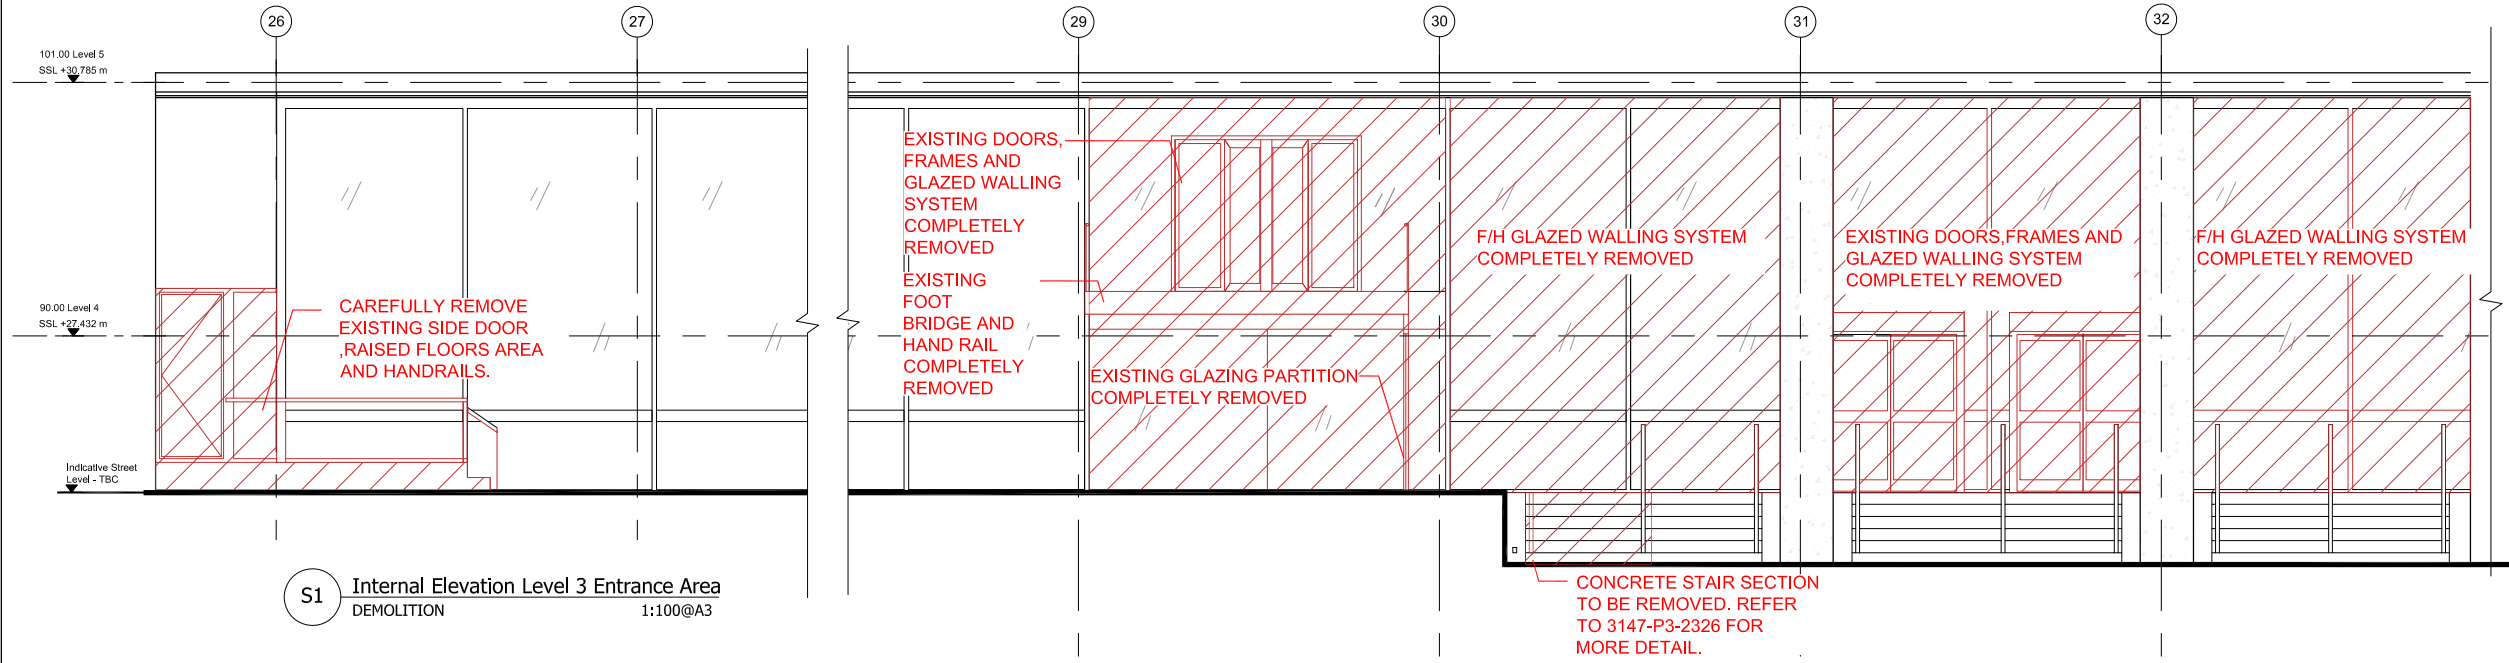 26
27
29
30
31
32
101.00 Level 5
SSL +30.785 m
90.00 Level 4
SSL +27.432 m
Indicative Street
Level - TBC
CAREFULLY REMOVE
EXISTING SIDE DOOR
,RAISED FLOORS AREA
AND HANDRAILS.
EXISTING DOORS,
FRAMES AND
GLAZED WALLING
SYSTEM
COMPLETELY
REMOVED
EXISTING
FOOT
BRIDGE AND
HAND RAIL
COMPLETELY
REMOVED
EXISTING GLAZING PARTITION
COMPLETELY REMOVED
F/H GLAZED WALLING SYSTEM
COMPLETELY REMOVED
EXISTING DOORS,FRAMES AND
GLAZED WALLING SYSTEM
COMPLETELY REMOVED
F/H GLAZED WALLING SYSTEM
COMPLETELY REMOVED
CONCRETE STAIR SECTION
TO BE REMOVED. REFER
TO 3147-P3-2326 FOR
MORE DETAIL.
S1
Internal Elevation Level 3 Entrance Area
DEMOLITION 1:100@A3